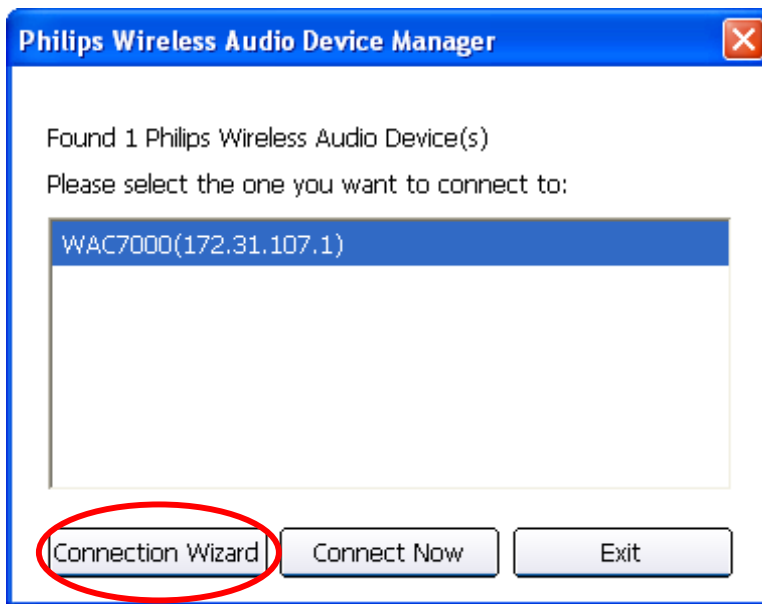 Philips Wireless Audio Device Manager
Found 1 Philips Wireless Audio Device(s)
Please select the one you want to connect to:
WAC7000(172.31.107.1)
Connection Wizard
Connect Now
Exit